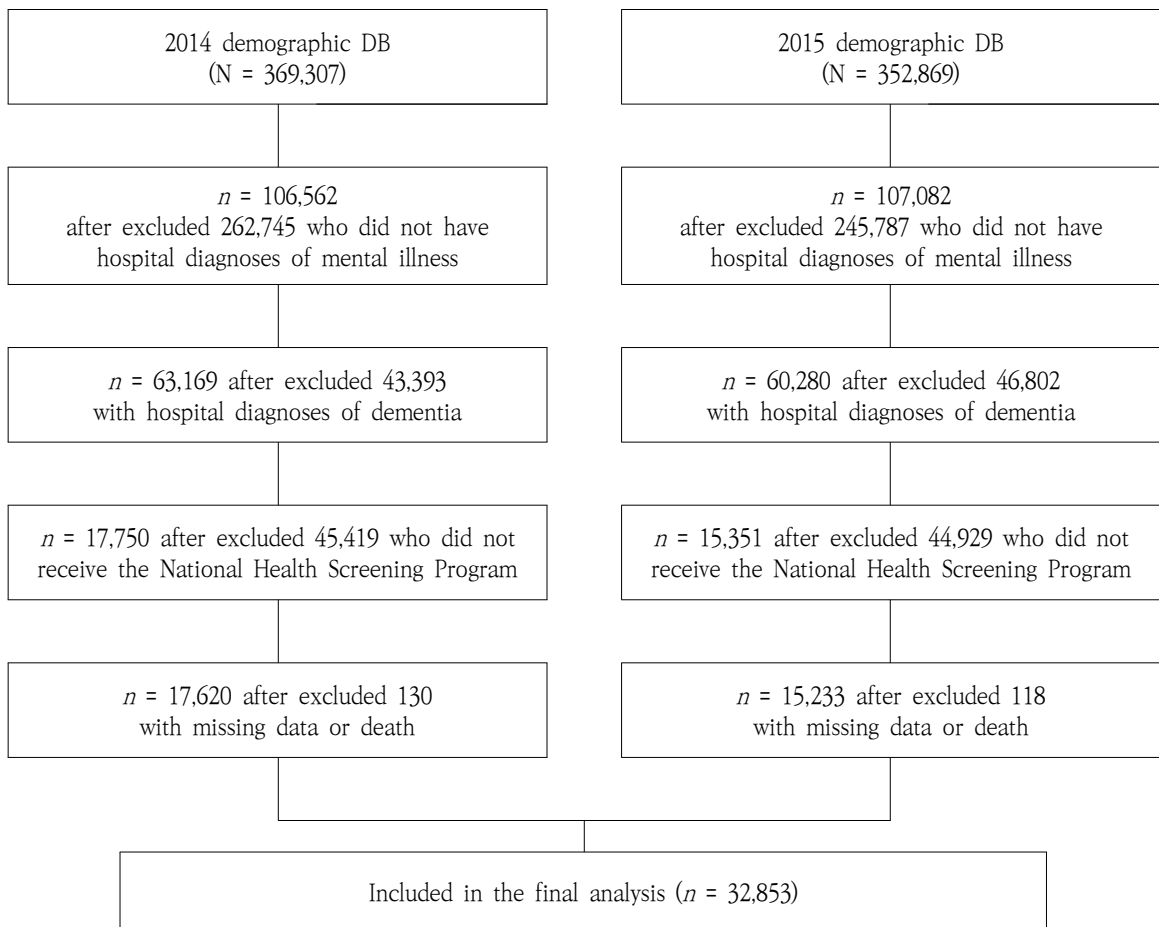 2014 demographic DB
(N = 369,307)
2015 demographic DB
(N = 352,869)
n = 106,562
after excluded 262,745 who did not have
hospital diagnoses of mental illness
n = 107,082
after excluded 245,787 who did not have
hospital diagnoses of mental illness
n = 63,169 after excluded 43,393
with hospital diagnoses of dementia
n = 60,280 after excluded 46,802
with hospital diagnoses of dementia
n = 17,750 after excluded 45,419 who did not
receive the National Health Screening Program
n = 15,351 after excluded 44,929 who did not
receive the National Health Screening Program
n = 17,620 after excluded 130
with missing data or death
n = 15,233 after excluded 118
with missing data or death
Included in the final analysis (n = 32,853)